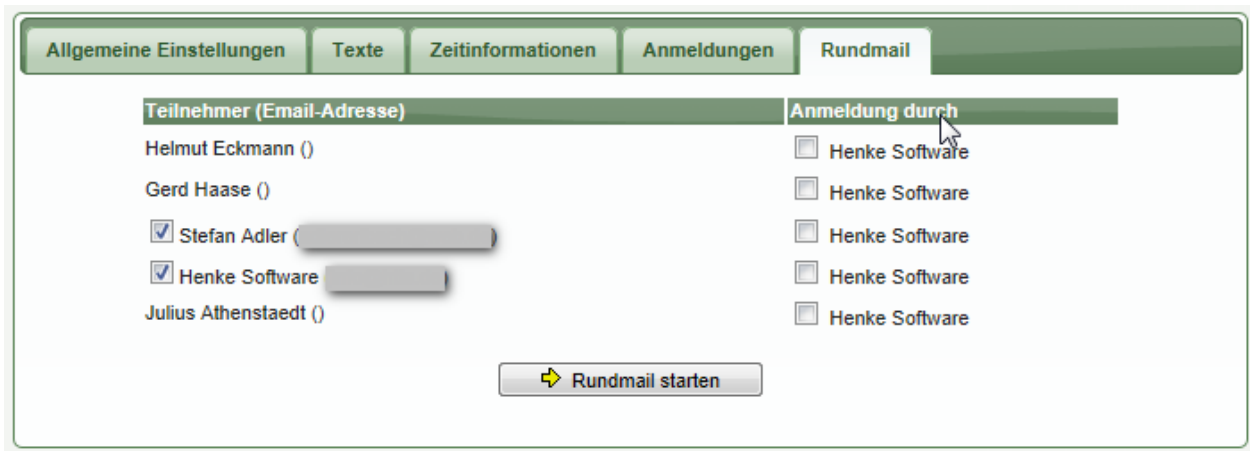 Allgemeine Einstellungen Texte Zeitinformationen Anmeldungen Rundmail
Teilnehmer (Email-Adresse) Anmeldung durch
Helmut Eckmann () Henke Software
Gerd Haase () Henke Software
Stefan Adler ( ) Henke Software
Henke Software ) Henke Software
Julius Athenstaedt () Henke Software
Rundmail starten